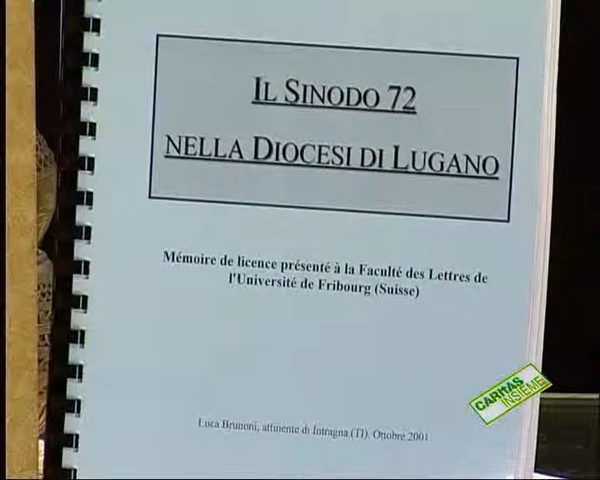 IL SINODO 72
NELLA DIOCESI DI LUGANO
Mémoire de licence présenté à la Faculté des Lettres de
l'Université de Fribourg (Suisse)
Luca Brunoni, attinente di Intragna (TI). Ottobre 2001
CARITAS
INSIEME